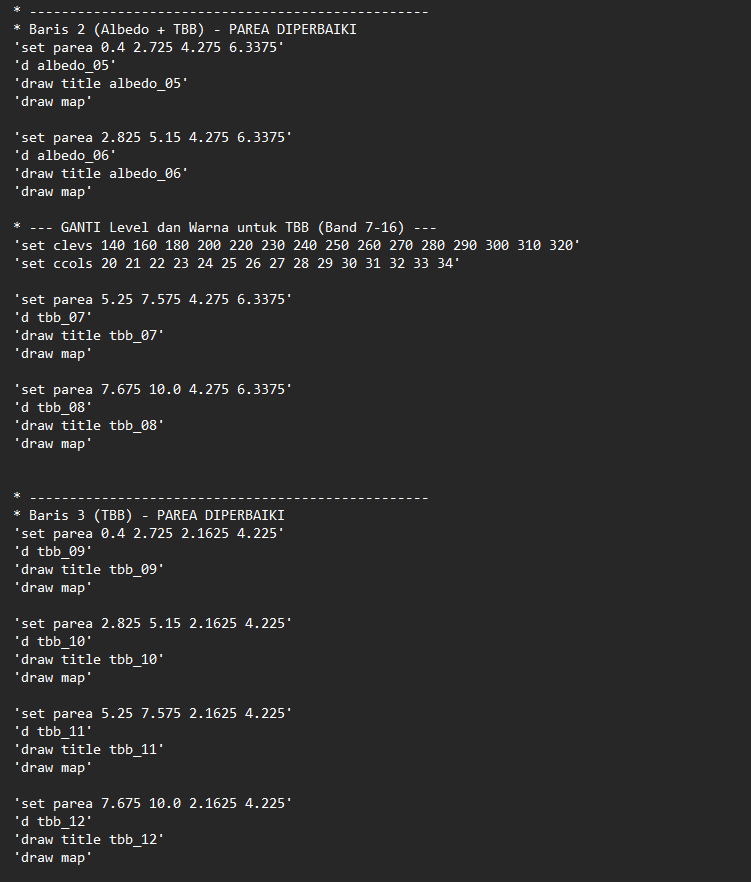 * --------------------------------------------------
* Baris 2 (Albedo + TBB) - PAREA DIPERBAIKI
'set parea 0.4 2.725 4.275 6.3375'
'd albedo_05'
'draw title albedo_05'
'draw map'
'set parea 2.825 5.15 4.275 6.3375'
'd albedo_06'
'draw title albedo_06'
'draw map'
* --- GANTI Level dan Warna untuk TBB (Band 7-16) ---
'set clevs 140 160 180 200 220 230 240 250 260 270 280 290 300 310 320'
'set ccols 20 21 22 23 24 25 26 27 28 29 30 31 32 33 34'
'set parea 5.25 7.575 4.275 6.3375'
'd tbb_07'
'draw title tbb_07'
'draw map'
'set parea 7.675 10.0 4.275 6.3375'
'd tbb_08'
'draw title tbb_08'
'draw map'
* --------------------------------------------------
* Baris 3 (TBB) - PAREA DIPERBAIKI
'set parea 0.4 2.725 2.1625 4.225'
'd tbb_09'
'draw title tbb_09'
'draw map'
'set parea 2.825 5.15 2.1625 4.225'
'd tbb_10'
'draw title tbb_10'
'draw map'
'set parea 5.25 7.575 2.1625 4.225'
'd tbb_11'
'draw title tbb_11'
'draw map'
'set parea 7.675 10.0 2.1625 4.225'
'd tbb_12'
'draw title tbb_12'
'draw map'